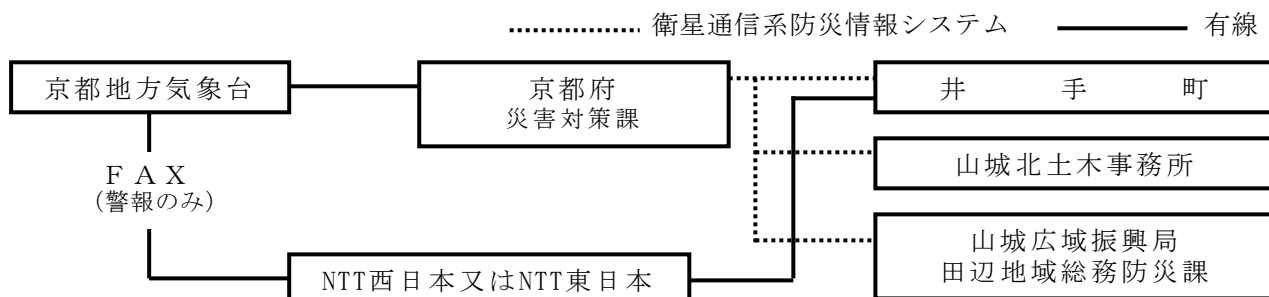 衛星通信系防災情報システム 有線
京都地方気象台
京都府
災害対策課
井手町
山城北土木事務所
FAX
(警報のみ)
山城広域振興局
田辺地域総務防災課
NTT西日本又はNTT東日本